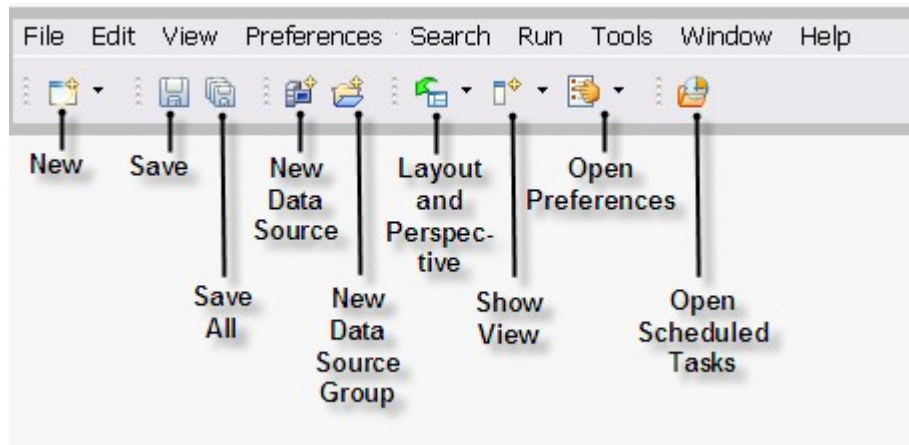 File Edit View Preferences Search Run Tools Window Help
New
Save
New
Data
Source
Layout
and
Perspec-
tive
Open
Preferences
Save
All
New
Data
Source
Group
Show
View
Open
Scheduled
Tasks